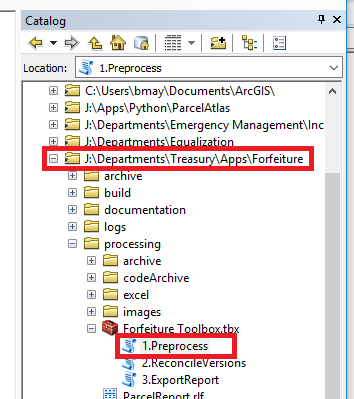 Catalog
Location: 1.Preprocess
C:\Users\bmay\Documents\ArcGIS\
J:\Apps\Python\ParcelAtlas
J:\Departments\Emergency Management\Inc
J:\Departments\Equalization
J:\Departments\Treasury\Apps\Forfeiture
archive
build
documentation
logs
processing
archive
codeArchive
excel
images
Forfeiture Toolbox.tbx
1.Preprocess
2.ReconcileVersions
3.ExportReport
ParcelReport.rlf